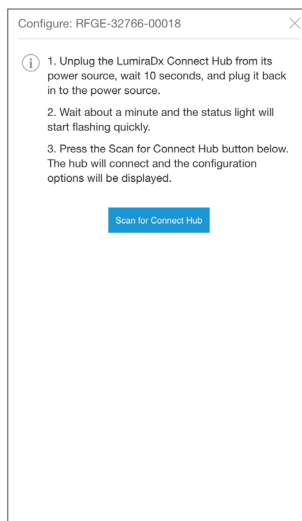 Configure: RFGE-32766-00018
1. Unplug the LumiraDx Connect Hub from its
power source, wait 10 seconds, and plug it back
in to the power source.
2. Wait about a minute and the status light will
start flashing quickly.
3. Press the Scan for Connect Hub button below.
The hub will connect and the configuration
options will be displayed.
Scan for Connect Hub